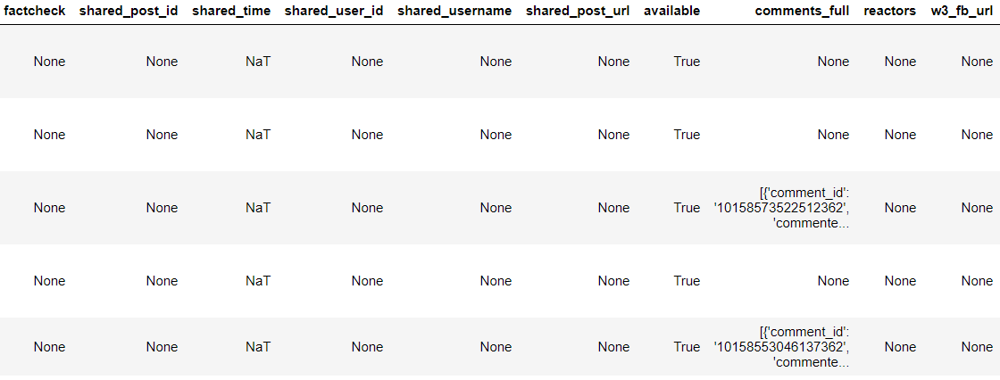 factcheck shared_post_id shared_time shared_user_id shared_username shared_post_url available comments_full reactors w3_fb_url
None None NaT None None None True None None None
None None NaT None None None True None None None
None None NaT None None None True [{'comment_id': '10158573522512362', 'commente... None None
None None NaT None None None True None None None
None None NaT None None None True [{'comment_id': '10158553046137362', 'commente... None None